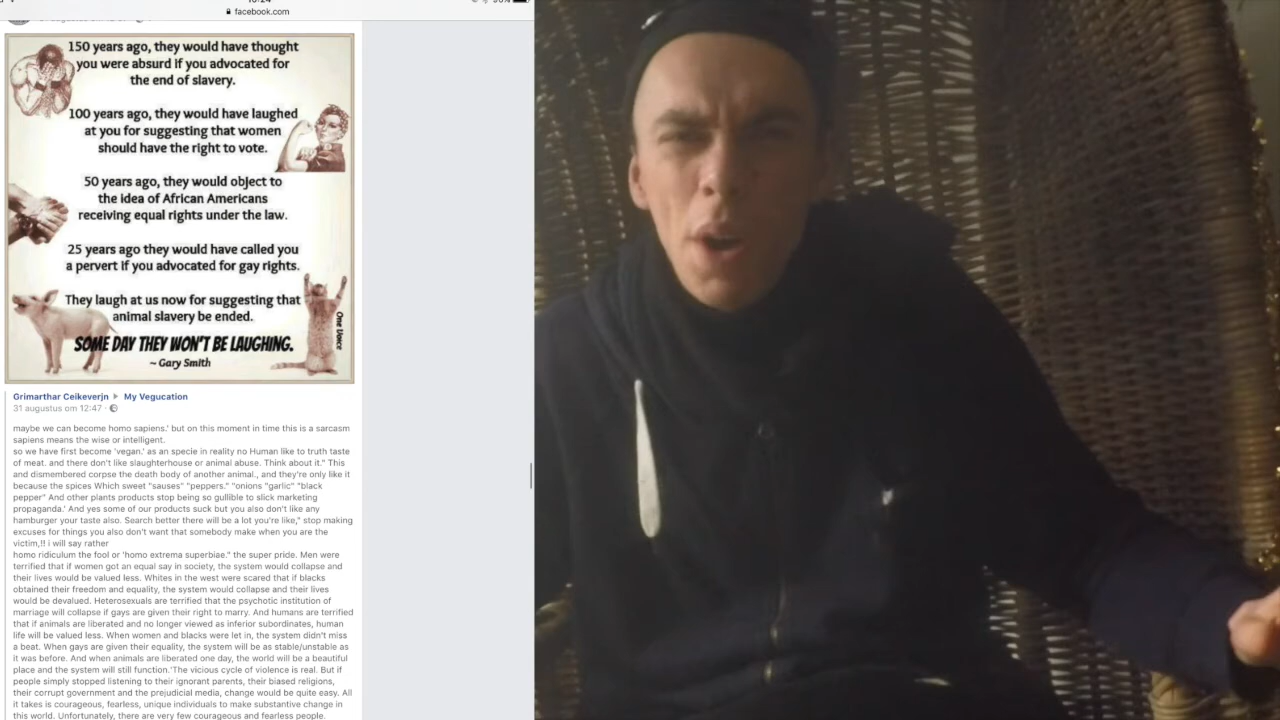 facebook.com
150 years ago, they would have thought
you were absurd if you advocated for
the end of slavery.
100 years ago, they would have laughed
at you for suggesting that women
should have the right to vote.
50 years ago, they would object to
the idea of African Americans
receiving equal rights under the law.
25 years ago they would have called you
a pervert if you advocated for gay rights.
They laugh at us now for suggesting that
animal slavery be ended.
SOME DAY THEY WON'T BE LAUGHING.
~ Gary Smith
One Voice
Grimarthar Ceikeverjn ▸ My Vegucation
31 augustus om 12:47 ·
maybe we can become homo sapiens.' but on this moment in time this is a sarcasm
sapiens means the wise or intelligent.
so we have first become 'vegan.' as an specie in reality no Human like to truth taste
of meat. and there don't like slaughterhouse or animal abuse. Think about it." This
and dismembered corpse the death body of another animal., and they're only like it
because the spices Which sweet "sauses" "peppers." "onions "garlic" "black
pepper" And other plants products stop being so gullible to slick marketing
propaganda.' And yes some of our products suck but you also don't like any
hamburger your taste also. Search better there will be a lot you're like," stop making
excuses for things you also don't want that somebody make when you are the
victim,!! i will say rather
homo ridiculum the fool or 'homo extrema superbiae." the super pride. Men were
terrified that if women got an equal say in society, the system would collapse and
their lives would be valued less. Whites in the west were scared that if blacks
obtained their freedom and equality, the system would collapse and their lives
would be devalued. Heterosexuals are terrified that the psychotic institution of
marriage will collapse if gays are given their right to marry. And humans are terrified
that if animals are liberated and no longer viewed as inferior subordinates, human
life will be valued less. When women and blacks were let in, the system didn't miss
a beat. When gays are given their equality, the system will be as stable/unstable as
it was before. And when animals are liberated one day, the world will be a beautiful
place and the system will still function.'The vicious cycle of violence is real. But if
people simply stopped listening to their ignorant parents, their biased religions,
their corrupt government and the prejudicial media, change would be quite easy. All
it takes is courageous, fearless, unique individuals to make substantive change in
this world. Unfortunately, there are very few courageous and fearless people.